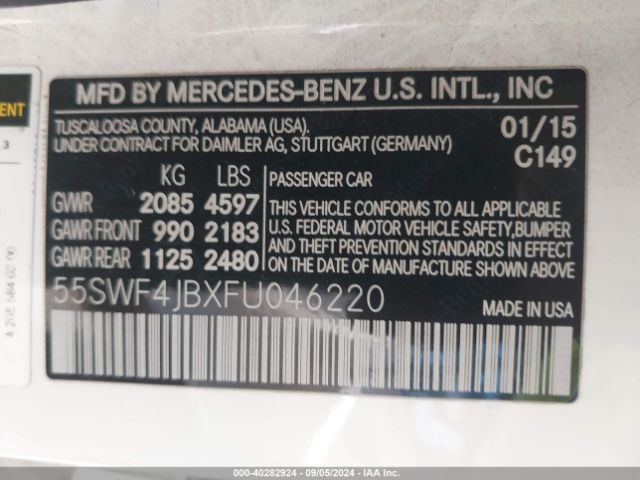 MFD BY MERCEDES-BENZ U.S. INTL., INC
TUSCALOOSA COUNTY, ALABAMA (USA).
UNDER CONTRACT FOR DAIMLER AG, STUTTGART (GERMANY)
01/15
C149
KG LBS
GVWR 2085 4597
GAWR FRONT 990 2183
GAWR REAR 1125 2480
PASSENGER CAR
THIS VEHICLE CONFORMS TO ALL APPLICABLE
U.S. FEDERAL MOTOR VEHICLE SAFETY,BUMPER
AND THEFT PREVENTION STANDARDS IN EFFECT
ON THE DATE OF MANUFACTURE SHOWN ABOVE.
55SWF4JBXFU046220
MADE IN USA
3
000-40282924 - 09/05/2024 - IAA Inc.